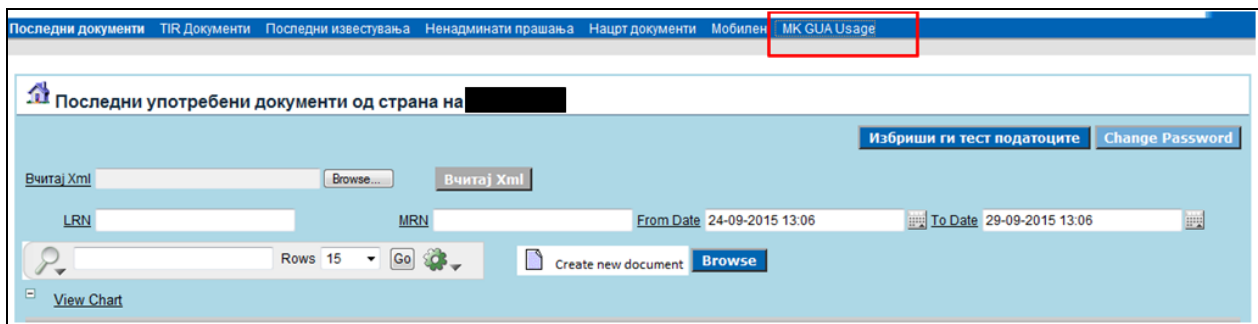 Последни документи TIR Документи Последни известувања Ненадминати прашања Нацрт документи Мобилен MK GUA Usage
Последни употребени документи од страна на
Избриши ги тест податоците Change Password
Вчитај Xml Browse... Вчитај Xml
LRN MRN From Date 24-09-2015 13:06 To Date 29-09-2015 13:06
Rows 15 Go Create new document Browse
View Chart